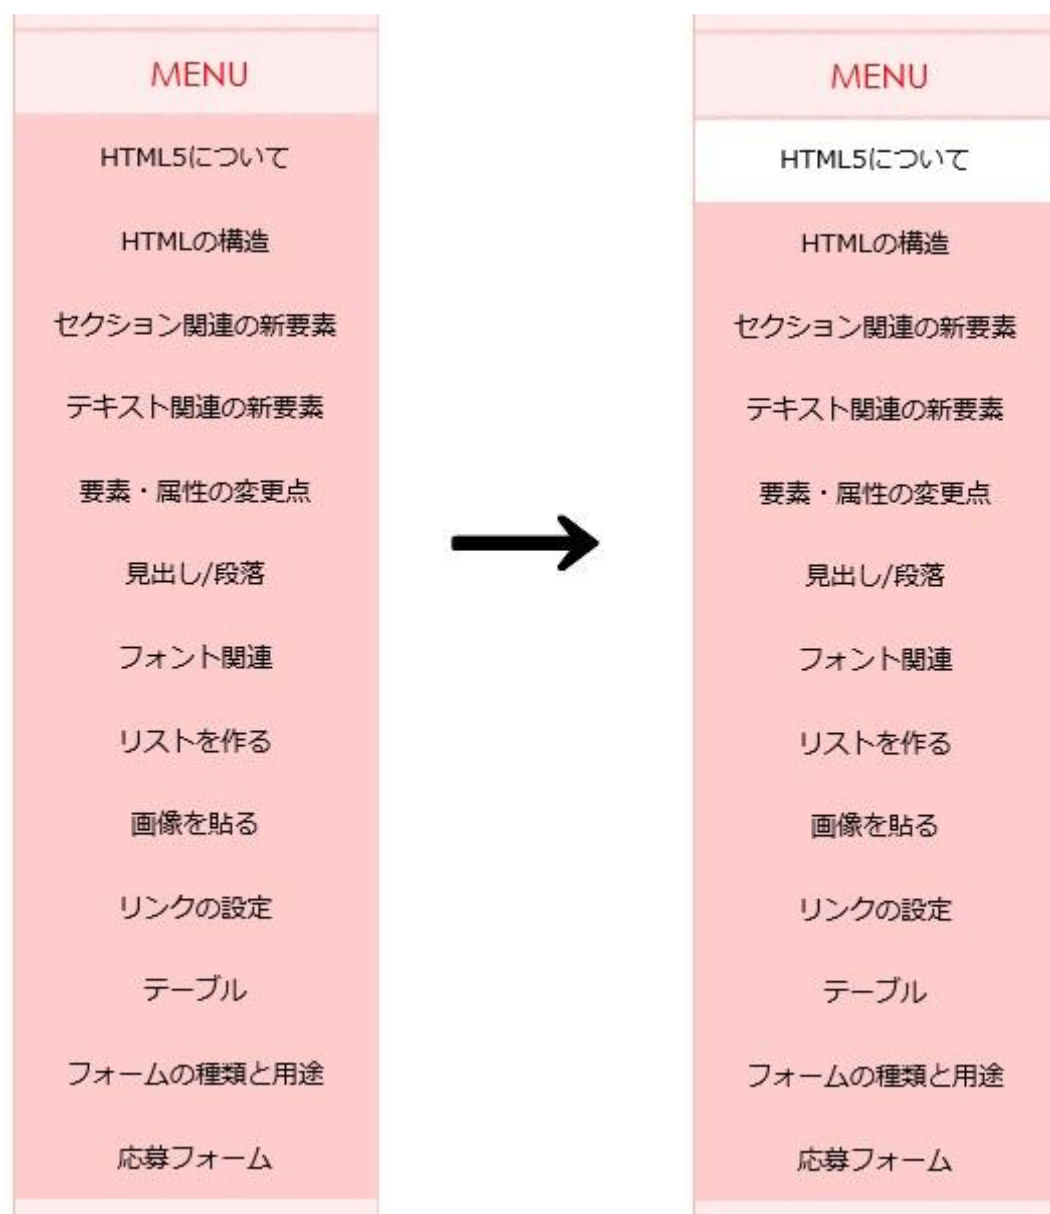 MENU
HTML5について
HTMLの構造
セクション関連の新要素
テキスト関連の新要素
要素・属性の変更点
見出し/段落
フォント関連
リストを作る
画像を貼る
リンクの設定
テーブル
フォームの種類と用途
応募フォーム
MENU
HTML5について
HTMLの構造
セクション関連の新要素
テキスト関連の新要素
要素・属性の変更点
見出し/段落
フォント関連
リストを作る
画像を貼る
リンクの設定
テーブル
フォームの種類と用途
応募フォーム